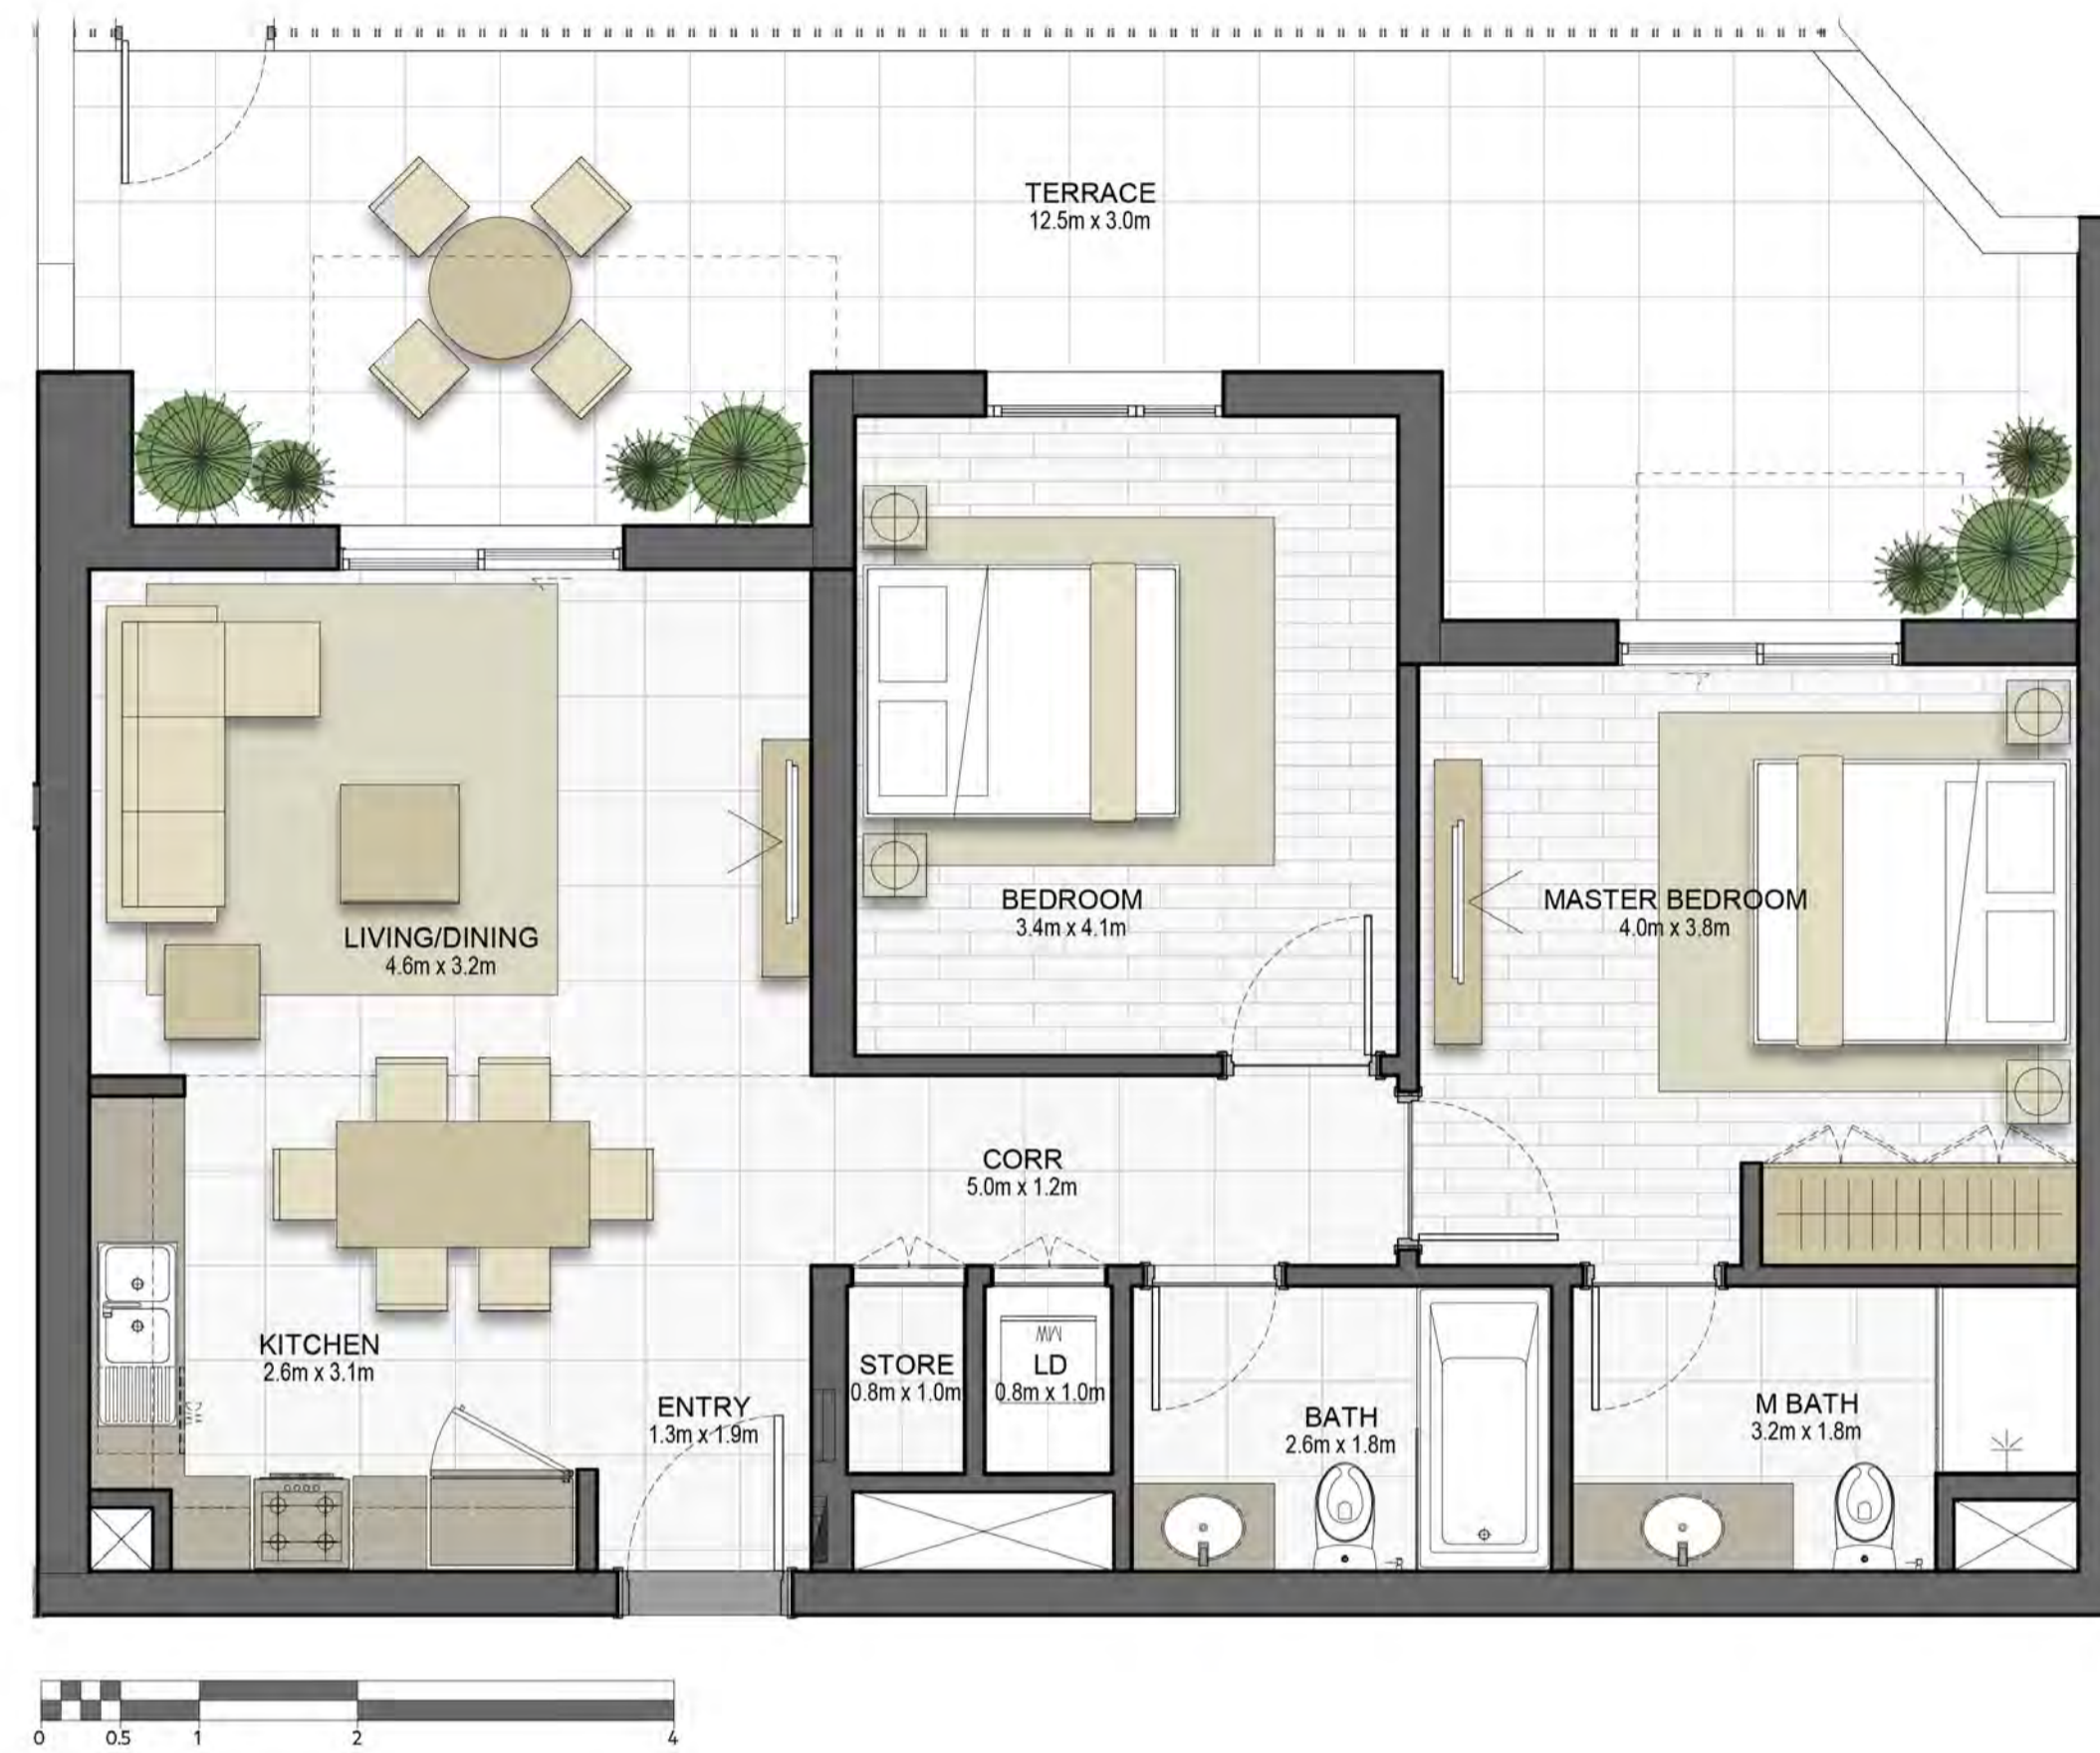 TERRACE
12.5m x 3.0m
BEDROOM
3.4m x 4.1m
MASTER BEDROOM
4.0m x 3.8m
LIVING/DINING
4.6m x 3.2m
CORR
5.0m x 1.2m
KITCHEN
2.6m x 3.1m
ENTRY
1.3m x 1.9m
STORE
0.8m x 1.0m
MW
LD
0.8m x 1.0m
BATH
2.6m x 1.8m
M BATH
3.2m x 1.8m
0 0.5 1 2 4